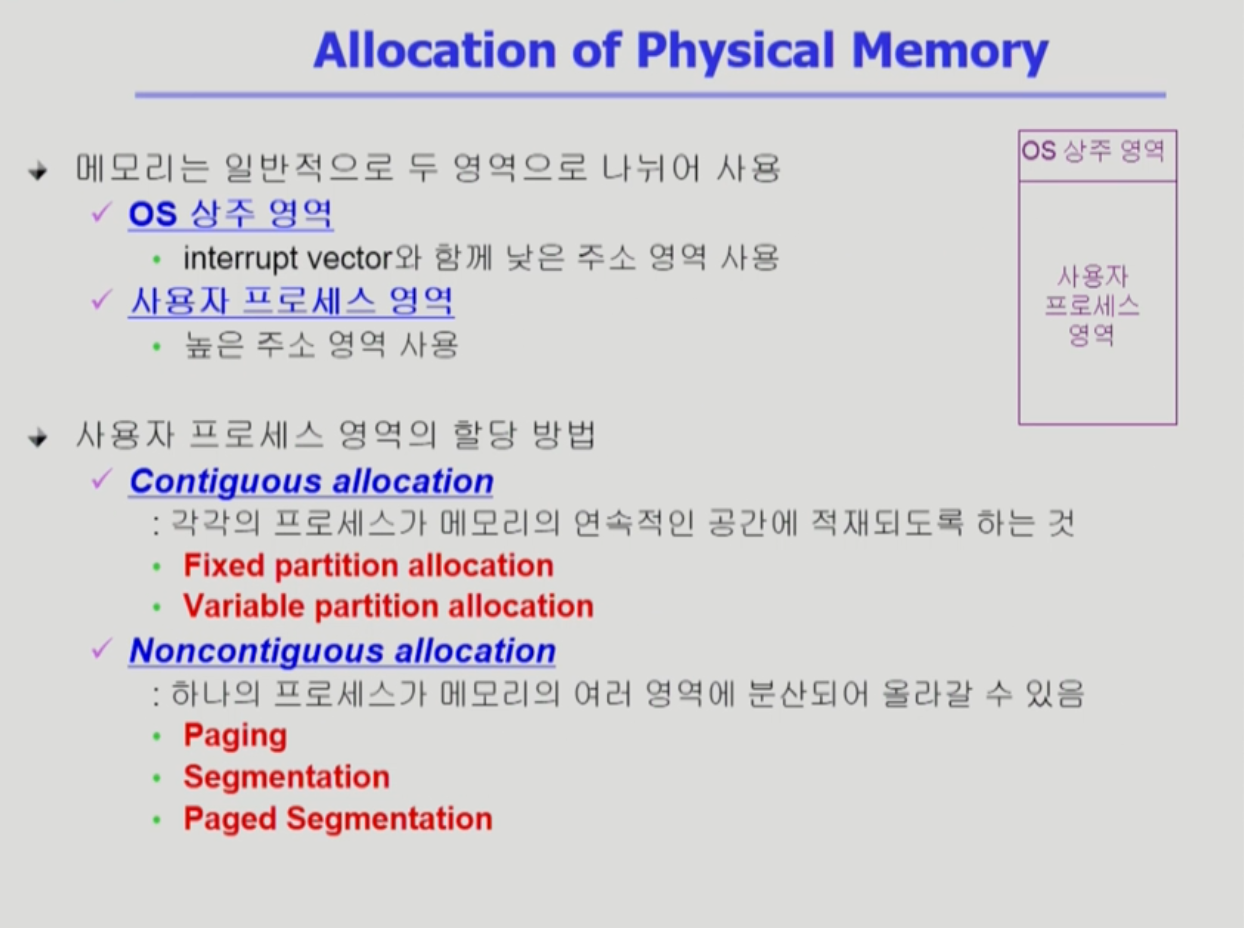 Allocation of Physical Memory
메모리는 일반적으로 두 영역으로 나뉘어 사용
OS 상주 영역
interrupt vector와 함께 낮은 주소 영역 사용
사용자 프로세스 영역
높은 주소 영역 사용
OS 상주 영역
사용자
프로세스
영역
사용자 프로세스 영역의 할당 방법
Contiguous allocation
: 각각의 프로세스가 메모리의 연속적인 공간에 적재되도록 하는 것
Fixed partition allocation
Variable partition allocation
Noncontiguous allocation
: 하나의 프로세스가 메모리의 여러 영역에 분산되어 올라갈 수 있음
Paging
Segmentation
Paged Segmentation